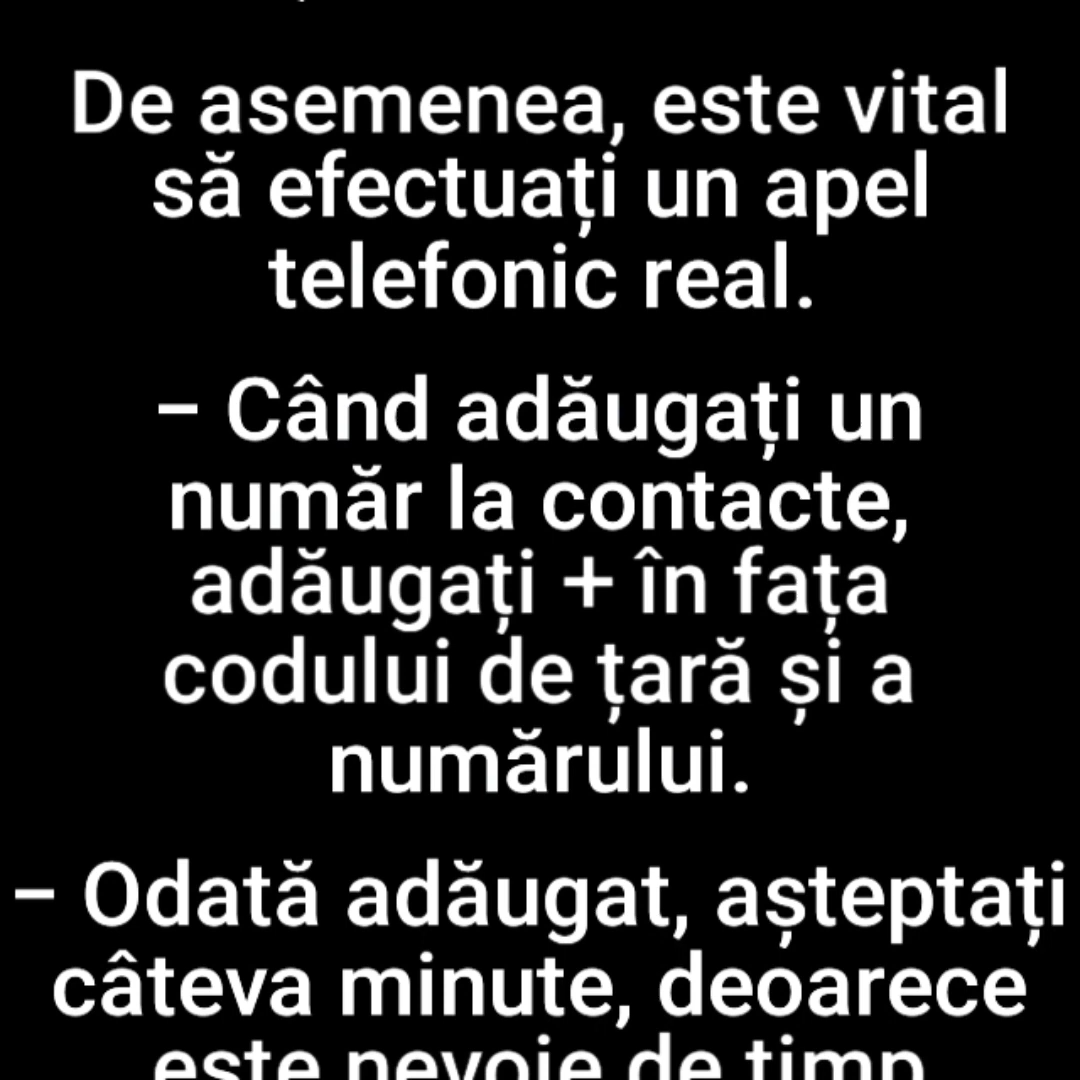 De asemenea, este vital
să efectuați un apel
telefonic real.
– Când adăugați un
număr la contacte,
adăugați + în fața
codului de țară și a
numărului.
– Odată adăugat, așteptați
câteva minute, deoarece
este nevoie de timp